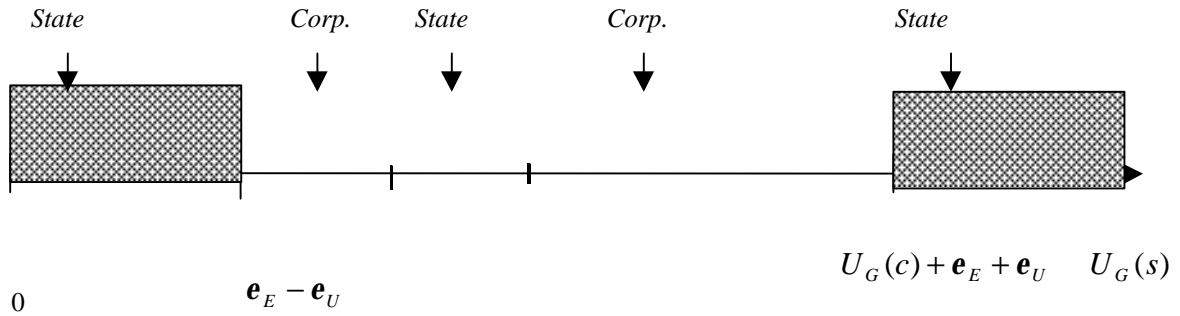 State Corp. State Corp. State
U_G(c) + e_E + e_U U_G(s)
0 e_E − e_U